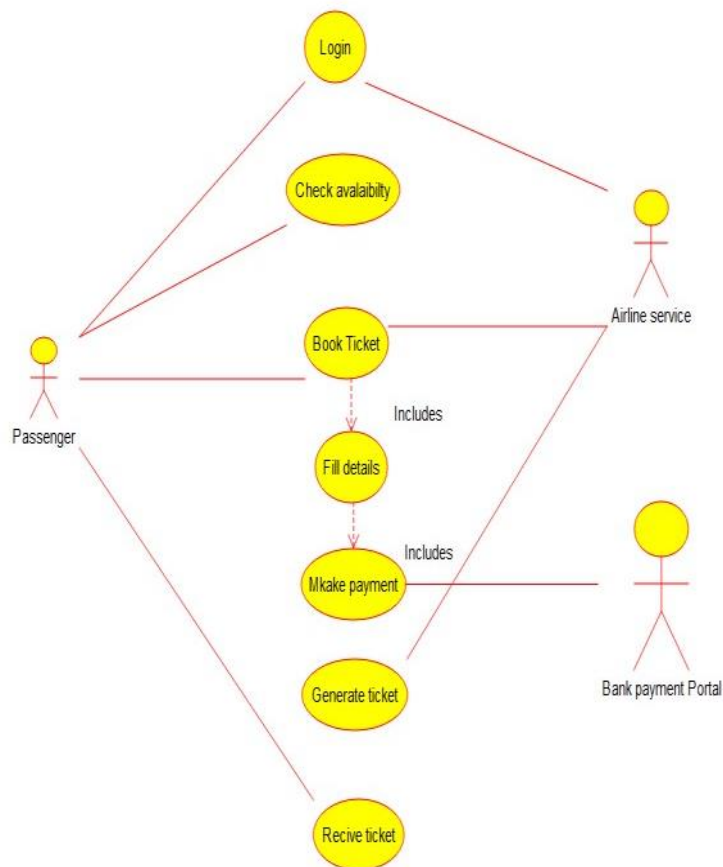 Login
Check avalaibilty
Airline service
Book Ticket
Includes
Passenger
Fill details
Includes
Mkake payment
Bank payment Portal
Generate ticket
Recive ticket